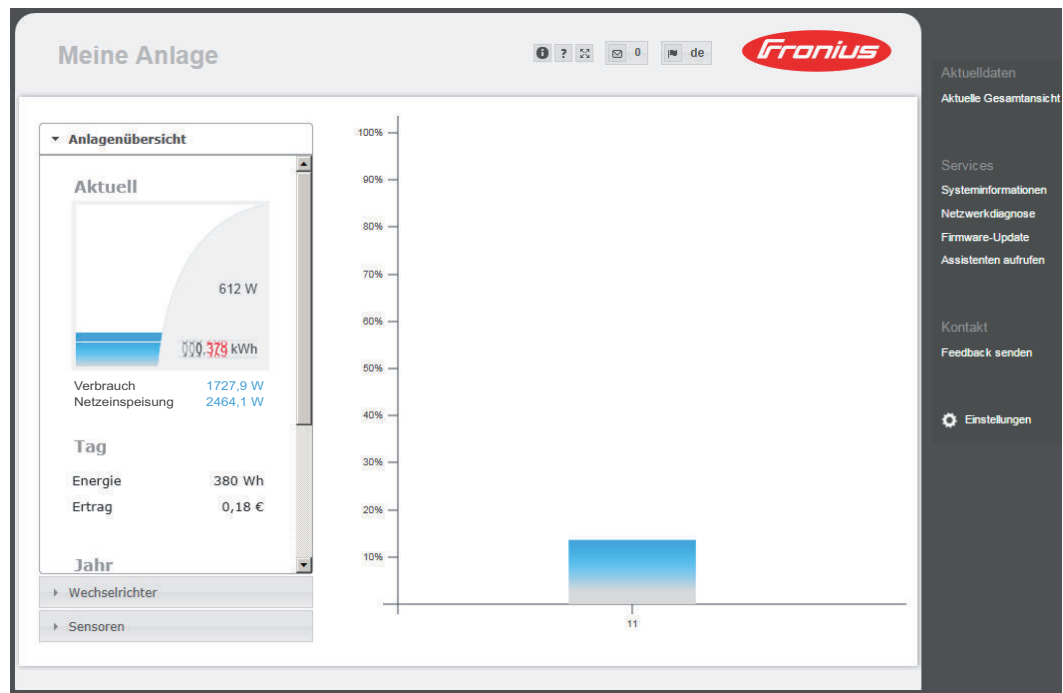 Meine Anlage
i ? 0 de
Fronius
Anlagenübersicht
Aktuell
612 W
000.379 kWh
Verbrauch 1727,9 W
Netzeinspeisung 2464,1 W
Tag
Energie 380 Wh
Ertrag 0,18 €
Jahr
Wechselrichter
Sensoren
100%
90%
80%
70%
60%
50%
40%
30%
20%
10%
11
Aktuelldaten
Aktuelle Gesamtansicht
Services
Systeminformationen
Netzwerkdiagnose
Firmware-Update
Assistenten aufrufen
Kontakt
Feedback senden
Einstellungen